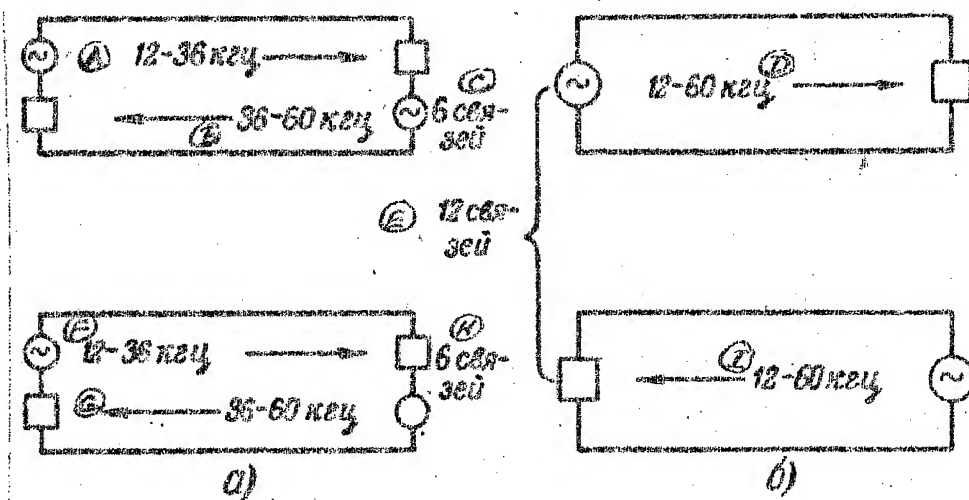 Ⓐ 12-36 кгц
Ⓑ 36-60 кгц
Ⓒ
6 свя-
зей
12-60 кгц Ⓓ
Ⓔ 12 свя-
зей
Ⓕ
12-36 кгц
Ⓖ 36-60 кгц
Ⓗ
6 свя-
зей
Ⓘ
12-60 кгц
а)
б)